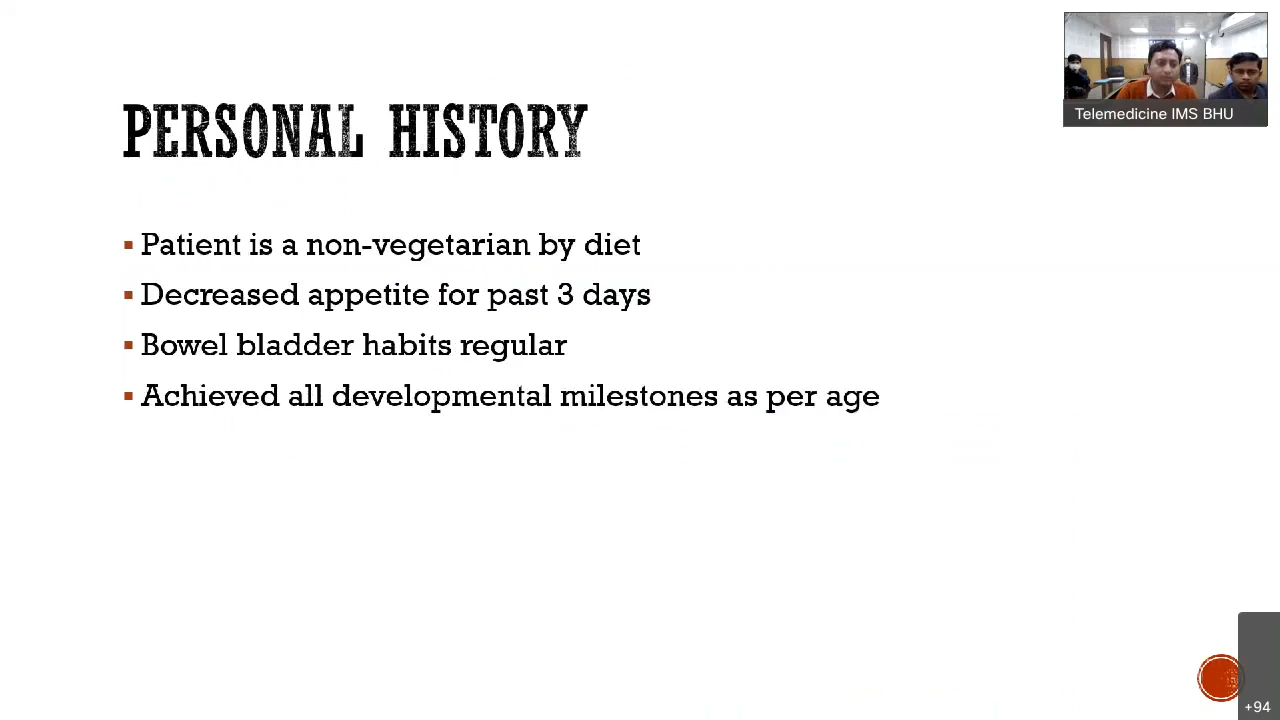 Telemedicine IMS BHU
PERSONAL HISTORY
Patient is a non-vegetarian by diet
Decreased appetite for past 3 days
Bowel bladder habits regular
Achieved all developmental milestones as per age
+94